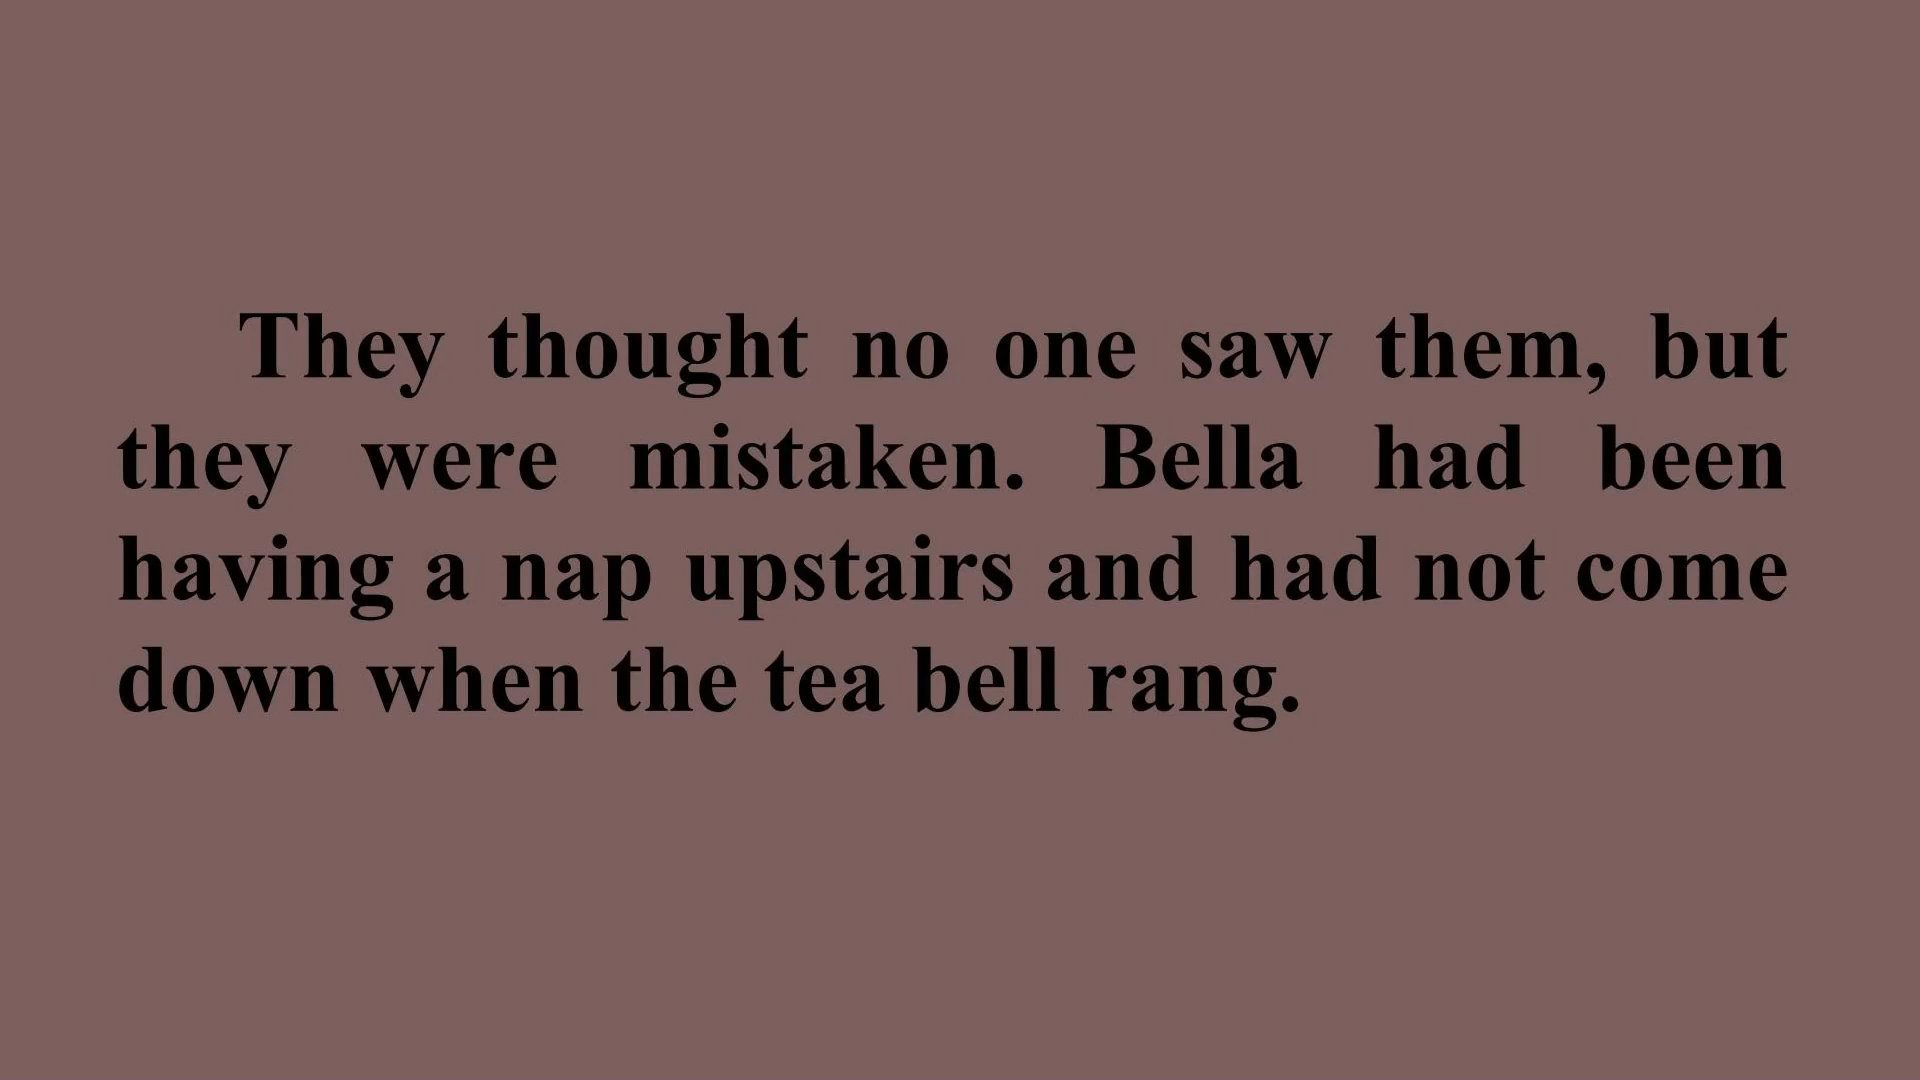 They thought no one saw them, but
they were mistaken. Bella had been
having a nap upstairs and had not come
down when the tea bell rang.